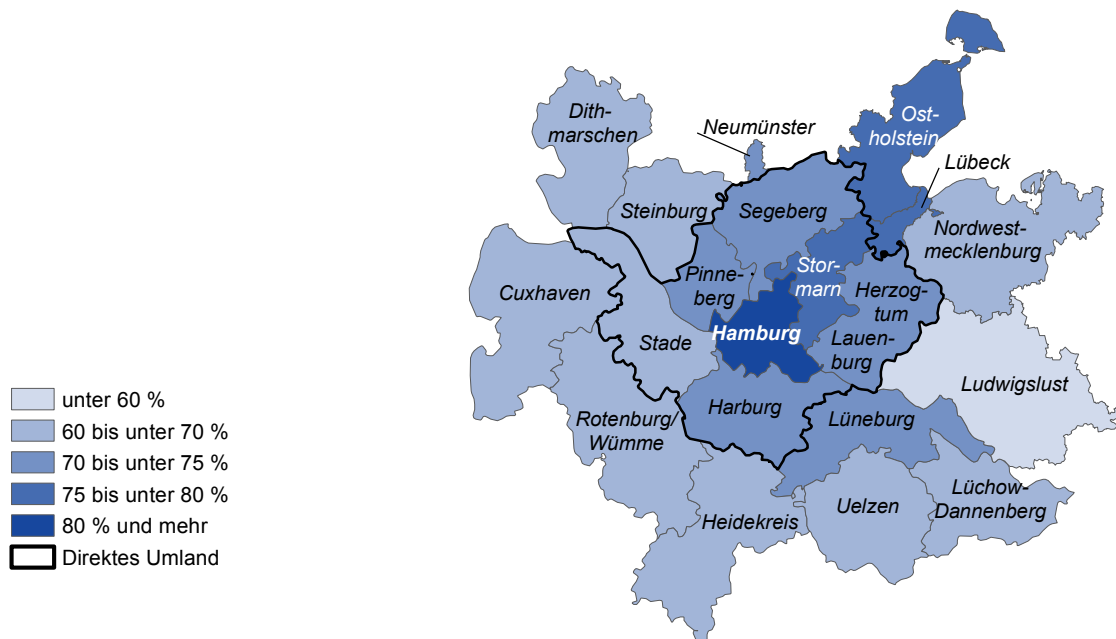 Dith-
marschen
Neumünster
Ost-
holstein
Lübeck
Steinburg
Segeberg
Nordwest-
mecklenburg
Pinne-
berg
Stor-
marn
Herzog-
tum
Lauen-
burg
Cuxhaven
Hamburg
Stade
Ludwigslust
Harburg
Lüneburg
Rotenburg/
Wümme
Heidekreis
Uelzen
Lüchow-
Dannenberg
unter 60 %
60 bis unter 70 %
70 bis unter 75 %
75 bis unter 80 %
80 % und mehr
Direktes Umland